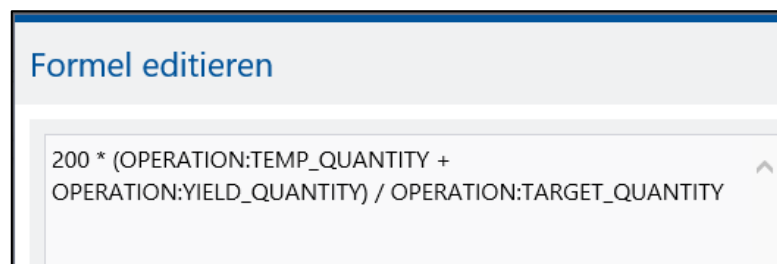 Formel editieren
200 * (OPERATION:TEMP_QUANTITY +
OPERATION:YIELD_QUANTITY) / OPERATION:TARGET_QUANTITY